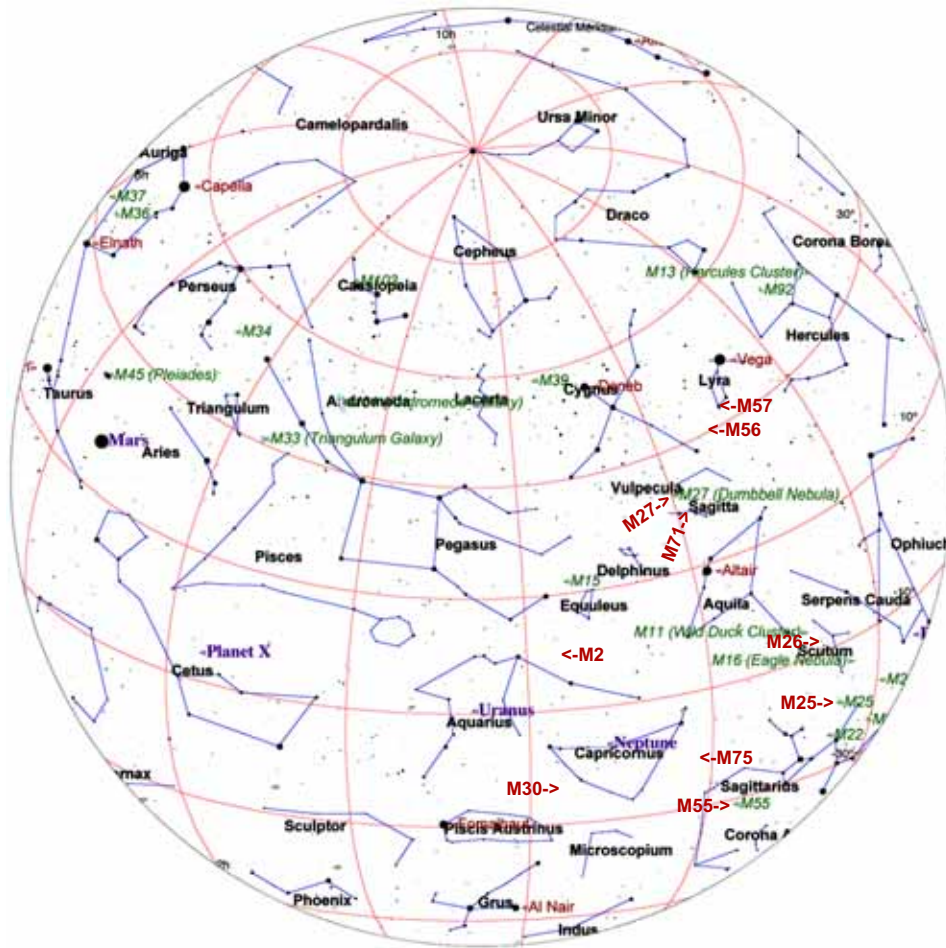 Celestial Meridian
10h
Ursa Minor
Camelopardalis
Auriga
<-Capella
<-M37
<-M36
<-Elnath
Draco
30°
Corona Borea
Cepheus
M13 (Hercules Cluster)-
<-M92
Perseus
Cassiopeia
Hercules
<-M34
<-Vega
<-M45 (Pleiades)
Taurus
<-M39
Cygnus
<-Deneb
Lyra
Lacerta
Andromeda
Triangulum
<-M57
10°
<-M56
<-M33 (Triangulum Galaxy)
Mars
Aries
Vulpecula
<-M27 (Dumbbell Nebula)
M27->
Sagitta
M71->
Pegasus
Pisces
Ophiuch
Delphinus
<-Altair
<-M15
-10°
Equuleus
Aquila
Serpens Cauda
M11 (Wild Duck Cluster)-
M26->
Scutum
<-Planet X
<-M2
M16 (Eagle Nebula)-
Cetus
<-M25
M25->
<-Uranus
Aquarius
<-M22
<-Neptune
Capricornus
<-M75
-30°
M30->
Sagittarius
M55->
<-M55
Sculptor
<-Fomalhaut
Piscis Austrinus
Corona A
Microscopium
Phoenix
Grus
<-Al Nair
Indus